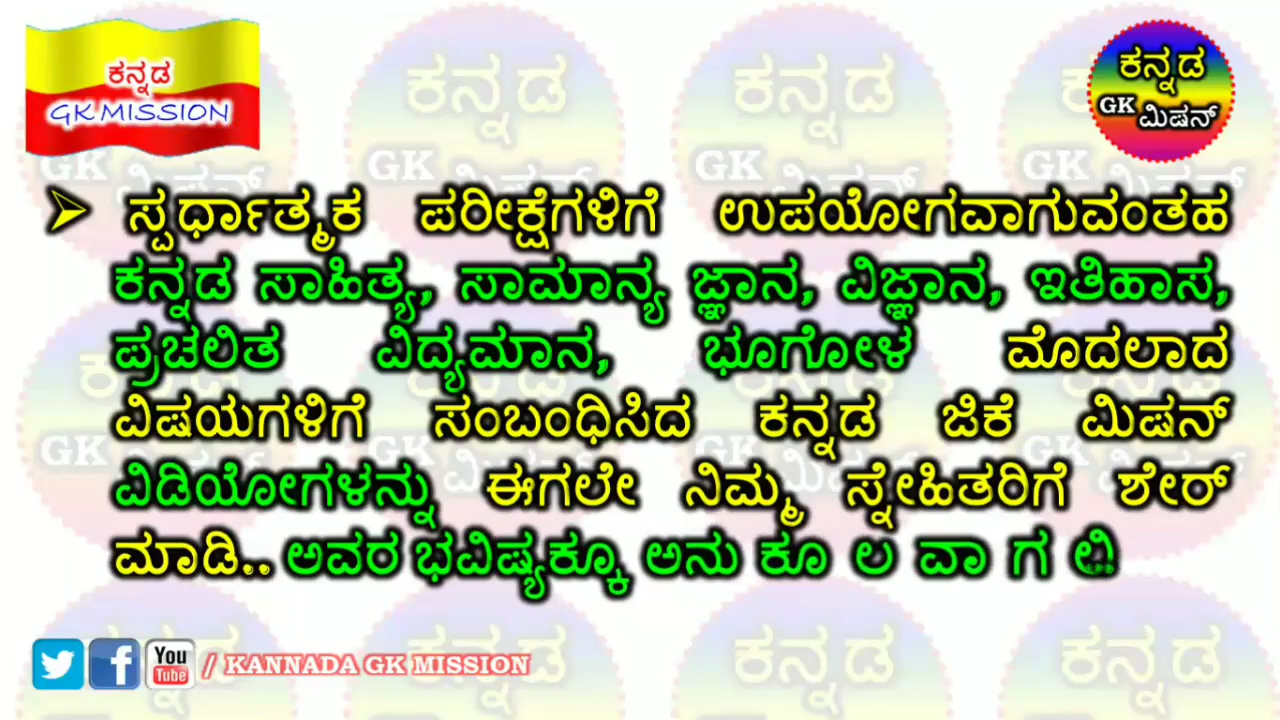 ಕನ್ನಡ
GK MISSION
ಕನ್ನಡ
GK ಮಿಷನ್
➢ ಸ್ಪರ್ಧಾತ್ಮಕ ಪರೀಕ್ಷೆಗಳಿಗೆ ಉಪಯೋಗವಾಗುವಂತಹ
ಕನ್ನಡ ಸಾಹಿತ್ಯ, ಸಾಮಾನ್ಯ ಜ್ಞಾನ, ವಿಜ್ಞಾನ, ಇತಿಹಾಸ,
ಪ್ರಚಲಿತ ವಿದ್ಯಮಾನ, ಭೂಗೋಳ ಮೊದಲಾದ
ವಿಷಯಗಳಿಗೆ ಸಂಬಂಧಿಸಿದ ಕನ್ನಡ ಜಿಕೆ ಮಿಷನ್
ವಿಡಿಯೋಗಳನ್ನು ಈಗಲೇ ನಿಮ್ಮ ಸ್ನೇಹಿತರಿಗೆ ಶೇರ್
ಮಾಡಿ.. ಅವರ ಭವಿಷ್ಯಕ್ಕೂ ಅನು ಕೂ ಲ ವಾ ಗ ಲಿ
You Tube / KANNADA GK MISSION